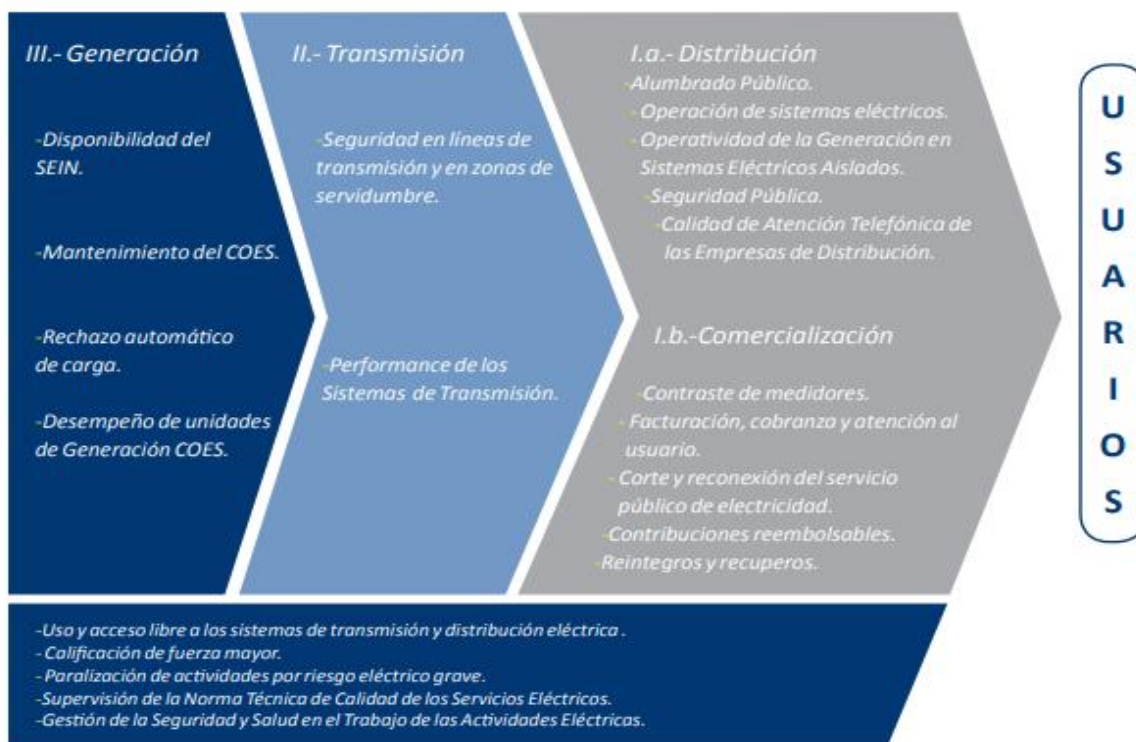 III.- Generación
-Disponibilidad del
SEIN.
-Mantenimiento del COES.
-Rechazo automático
de carga.
-Desempeño de unidades
de Generación COES.
II.- Transmisión
-Seguridad en líneas de
transmisión y en zonas de
servidumbre.
-Performance de los
Sistemas de Transmisión.
I.a.- Distribución
-Alumbrado Público.
- Operación de sistemas eléctricos.
- Operatividad de la Generación en
Sistemas Eléctricos Aislados.
-Seguridad Pública.
-Calidad de Atención Telefónica de
las Empresas de Distribución.
I.b.-Comercialización
-Contraste de medidores.
- Facturación, cobranza y atención al
usuario.
- Corte y reconexión del servicio
público de electricidad.
-Contribuciones reembolsables.
-Reintegros y recuperos.
USUARIOS
-Uso y acceso libre a los sistemas de transmisión y distribución eléctrica .
- Calificación de fuerza mayor.
-Paralización de actividades por riesgo eléctrico grave.
-Supervisión de la Norma Técnica de Calidad de los Servicios Eléctricos.
-Gestión de la Seguridad y Salud en el Trabajo de las Actividades Eléctricas.